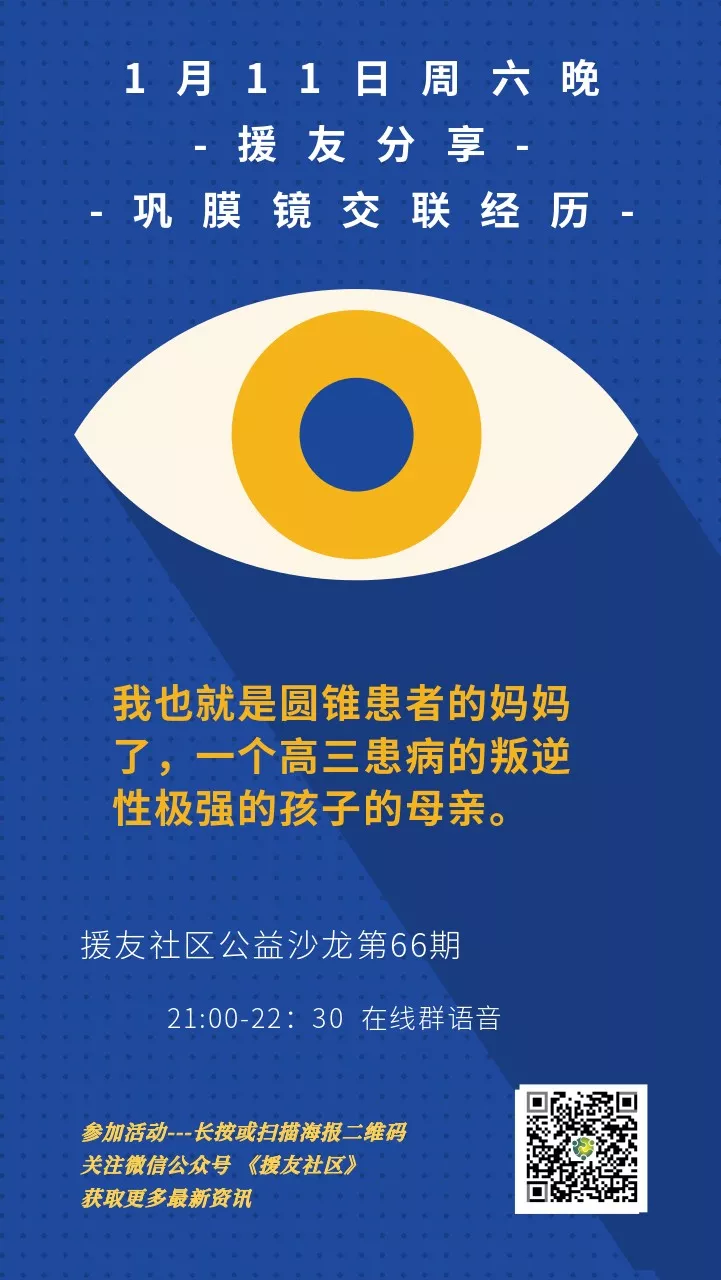 1月11日周六晚
- 援友分享 -
- 巩膜镜交联经历 -
我也就是圆锥患者的妈妈
了，一个高三患病的叛逆
性极强的孩子的母亲。
援友社区公益沙龙第66期
21:00-22：30 在线群语音
参加活动---长按或扫描海报二维码
关注微信公众号《援友社区》
获取更多最新资讯